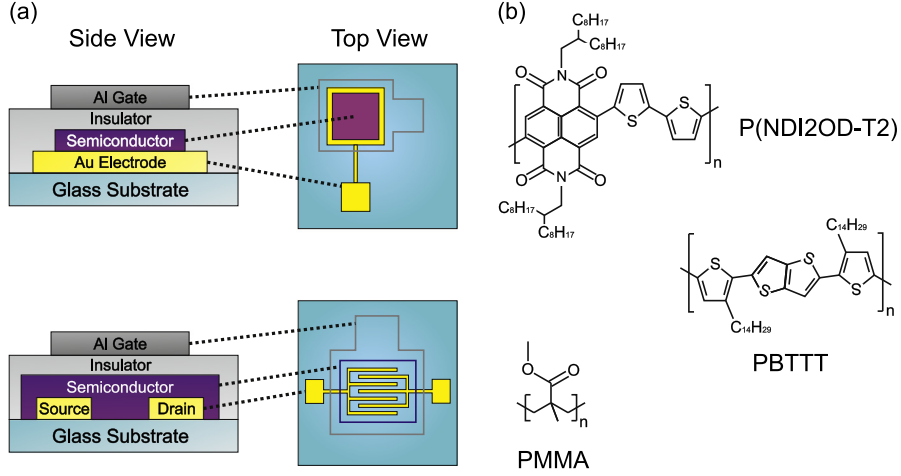 (a)
Side View
Top View
Al Gate
Insulator
Semiconductor
Au Electrode
Glass Substrate
Al Gate
Insulator
Semiconductor
Source
Drain
Glass Substrate
(b)
C₈H₁₇
C₈H₁₇
O
N
O
S
S
n
O
N
O
C₈H₁₇
C₈H₁₇
P(NDI2OD-T2)
C₁₄H₂₉
S
S
S
S
n
C₁₄H₂₉
PBTTT
O
O
n
PMMA